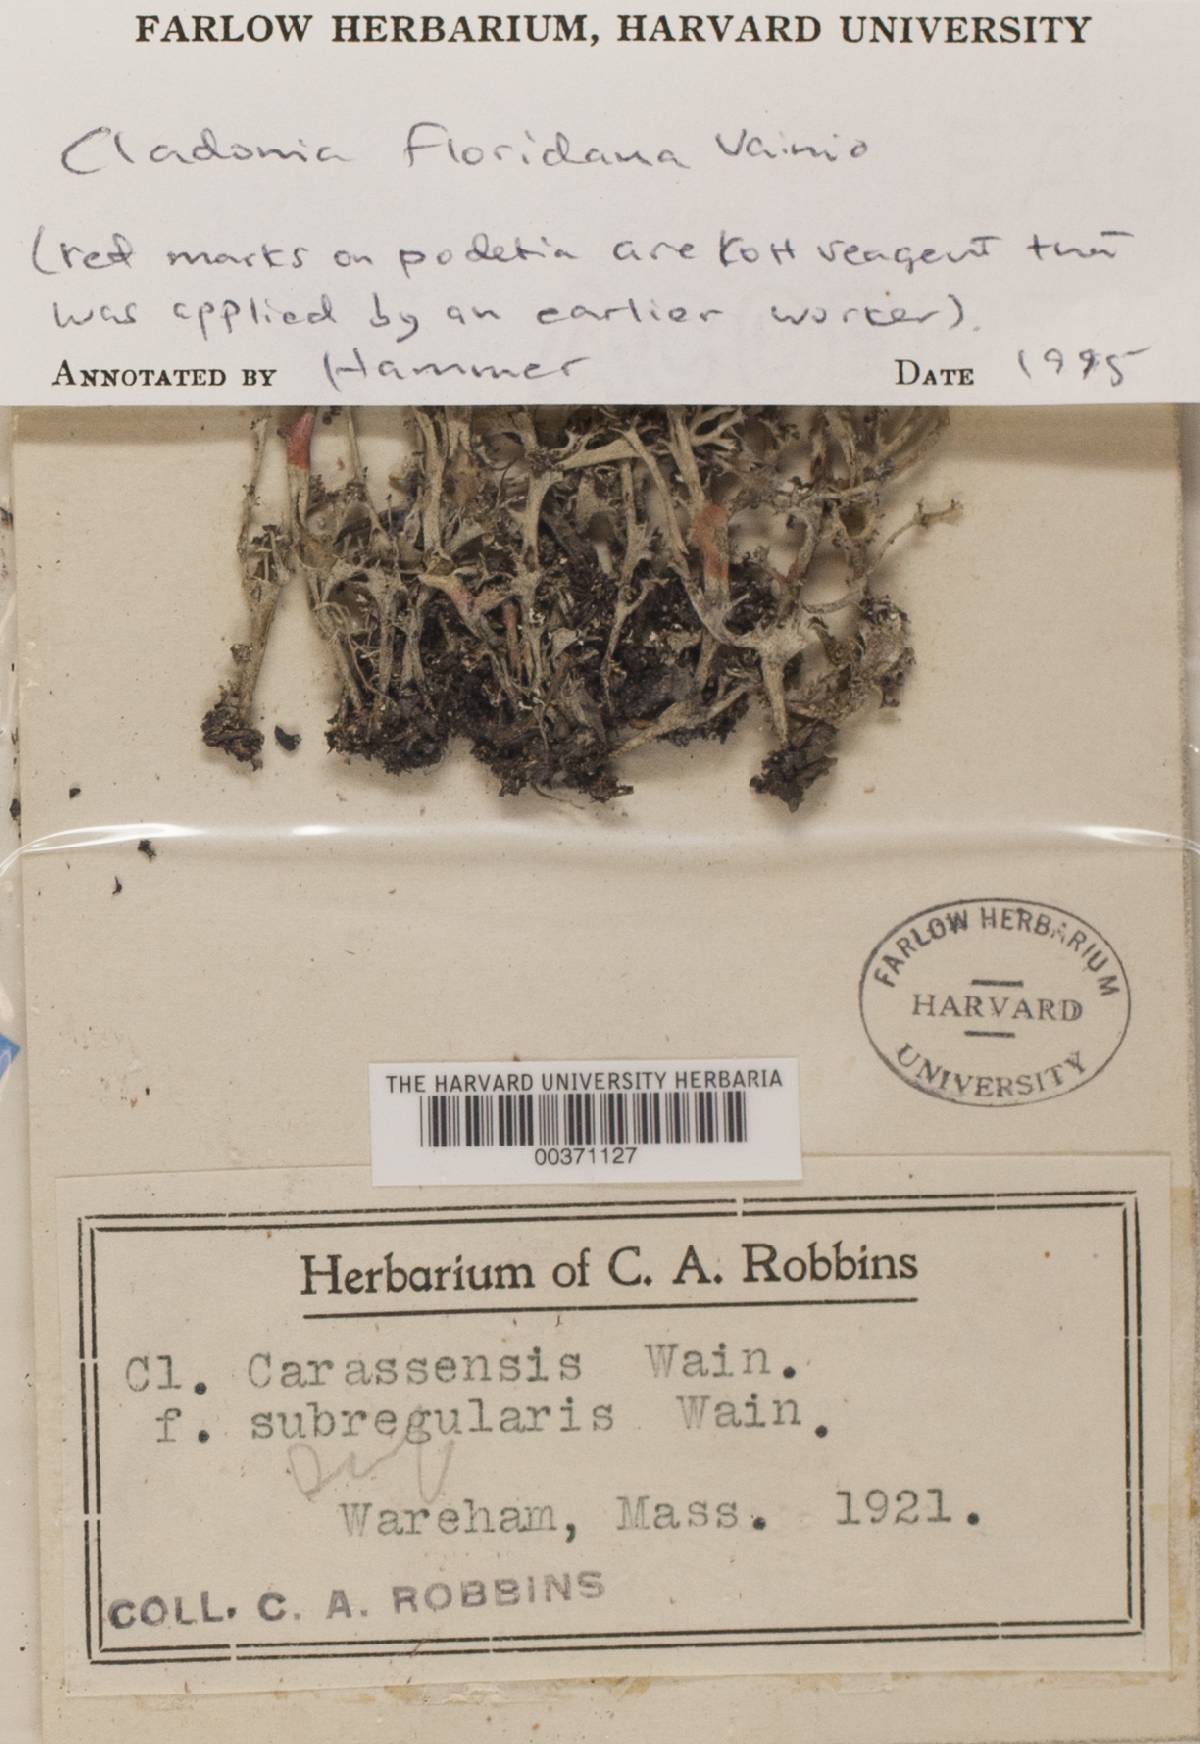 FARLOW HERBARIUM, HARVARD UNIVERSITY
Cladonia floridana Vainio
(red marks on podetia are KOH reagent that
was applied by an earlier worker).
ANNOTATED BY Hammer DATE 1995
FARLOW HERBARIUM
HARVARD
UNIVERSITY
THE HARVARD UNIVERSITY HERBARIA
00371127
Herbarium of C. A. Robbins
Cl. Carassensis Wain.
f. subregularis Wain.
Wareham, Mass. 1921.
COLL. C. A. ROBBINS